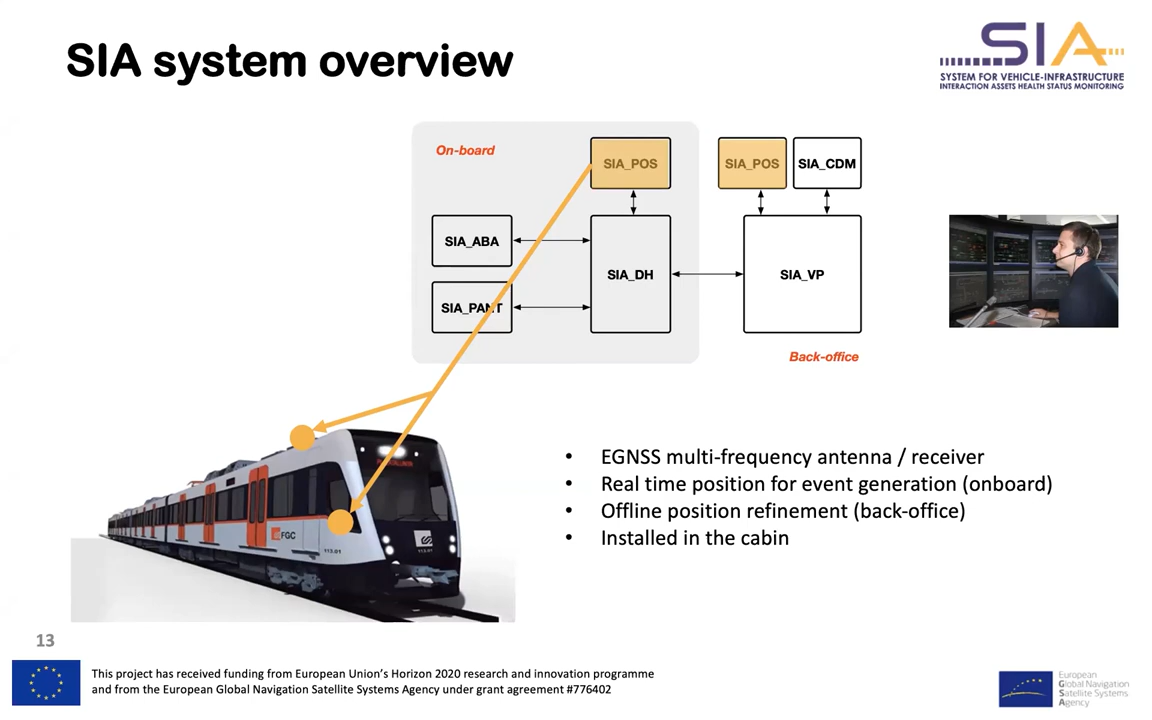 SIA system overview
SIA
SYSTEM FOR VEHICLE-INFRASTRUCTURE
INTERACTION ASSETS HEALTH STATUS MONITORING
On-board
SIA_POS
SIA_POS
SIA_CDM
SIA_ABA
SIA_DH
SIA_VP
SIA_PANT
Back-office
FGC
113.01
113.01
• EGNSS multi-frequency antenna / receiver
• Real time position for event generation (onboard)
• Offline position refinement (back-office)
• Installed in the cabin
13
This project has received funding from European Union's Horizon 2020 research and innovation programme
and from the European Global Navigation Satellite Systems Agency under grant agreement #776402
European
Global Navigation
Satellite Systems
Agency